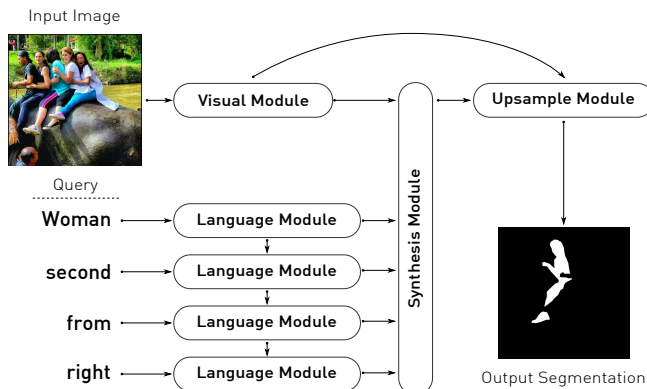 Input Image
Visual Module
Upsample Module
Synthesis Module
Query
Woman
Language Module
second
Language Module
from
Language Module
right
Language Module
Output Segmentation